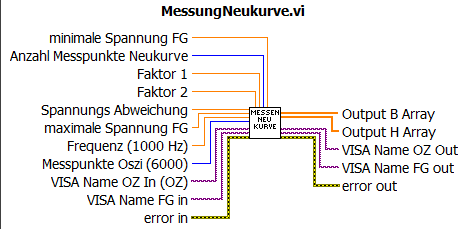 MessungNeukurve.vi
minimale Spannung FG
Anzahl Messpunkte Neukurve
Faktor 1
Faktor 2
Spannungs Abweichung
maximale Spannung FG
Frequenz (1000 Hz)
Messpunkte Oszi (6000)
VISA Name OZ In (OZ)
VISA Name FG in
error in
MESSEN
NEU
KURVE
Output B Array
Output H Array
VISA Name OZ Out
VISA Name FG out
error out